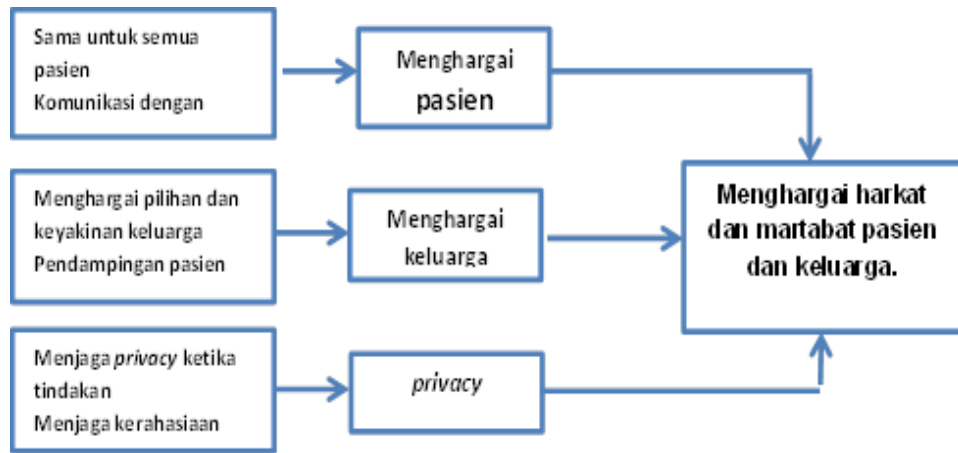 Sama untuk semua
pasien
Komunikasi dengan
Menghargai
pasien
Menghargai pilihan dan
keyakinan keluarga
Pendampingan pasien
Menghargai
keluarga
Menghargai harkat
dan martabat pasien
dan keluarga.
Menjaga privacy ketika
tindakan
Menjaga kerahasiaan
privacy